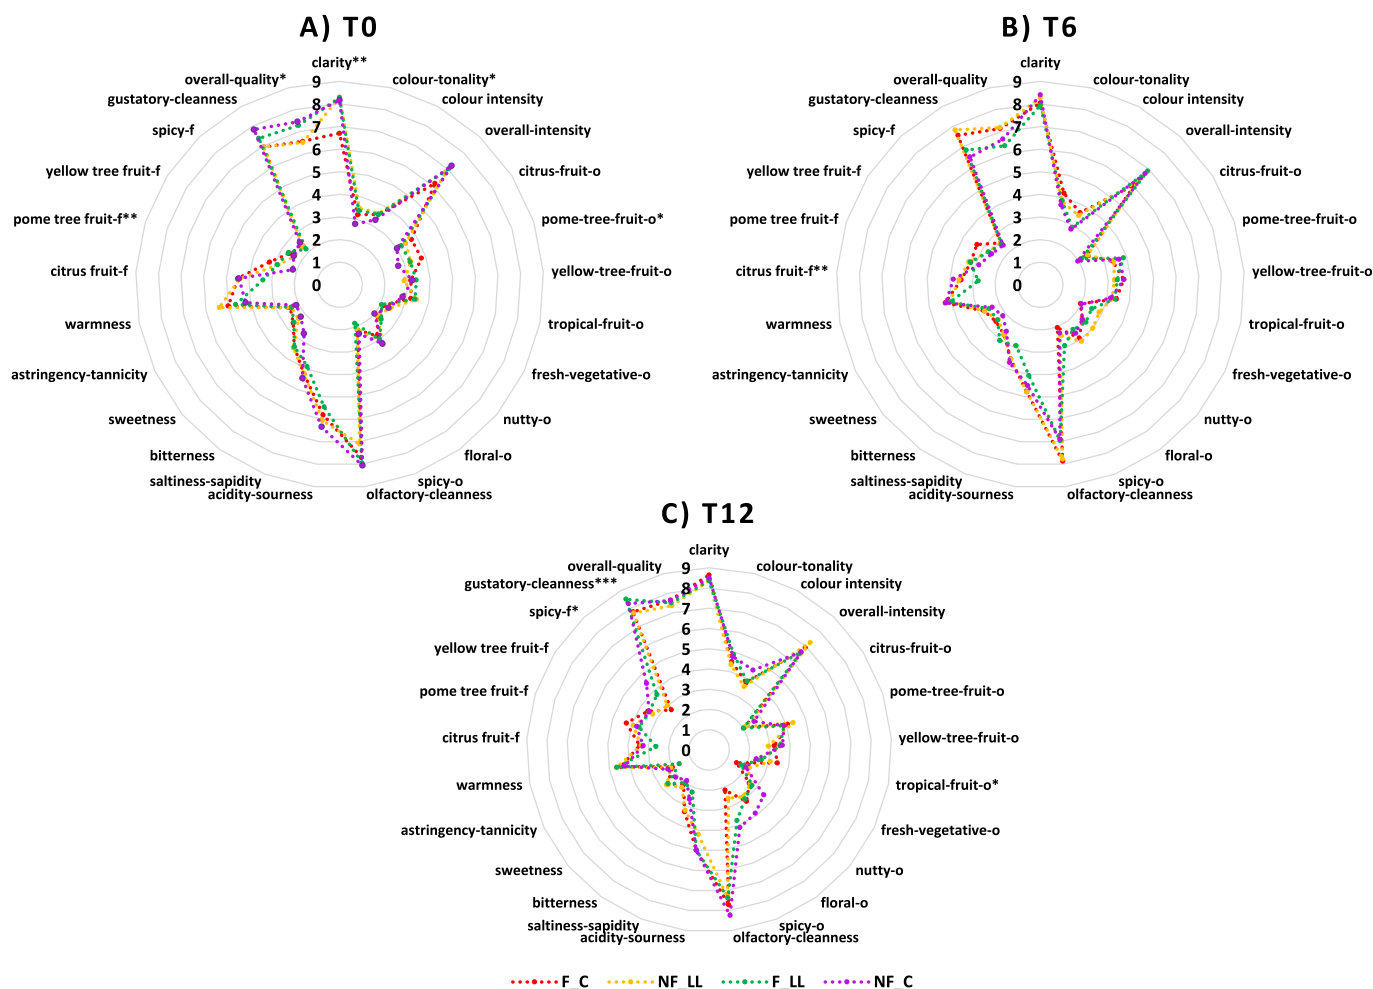 A) T0
clarity**
overall-quality*
colour-tonality*
gustatory-cleanness
colour intensity
spicy-f
overall-intensity
yellow tree fruit-f
citrus-fruit-o
pome tree fruit-f**
pome-tree-fruit-o*
citrus fruit-f
yellow-tree-fruit-o
warmness
tropical-fruit-o
astringency-tannicity
fresh-vegetative-o
sweetness
nutty-o
bitterness
floral-o
saltiness-sapidity
spicy-o
acidity-sourness
olfactory-cleanness
9
8
7
6
5
4
3
2
1
0
B) T6
clarity
overall-quality
colour-tonality
gustatory-cleanness
colour intensity
spicy-f
overall-intensity
yellow tree fruit-f
citrus-fruit-o
pome tree fruit-f
pome-tree-fruit-o
citrus fruit-f**
yellow-tree-fruit-o
warmness
tropical-fruit-o
astringency-tannicity
fresh-vegetative-o
sweetness
nutty-o
bitterness
floral-o
saltiness-sapidity
spicy-o
acidity-sourness
olfactory-cleanness
9
8
7
6
5
4
3
2
1
0
C) T12
clarity
overall-quality
colour-tonality
gustatory-cleanness***
colour intensity
spicy-f*
overall-intensity
yellow tree fruit-f
citrus-fruit-o
pome tree fruit-f
pome-tree-fruit-o
citrus fruit-f
yellow-tree-fruit-o
warmness
tropical-fruit-o*
astringency-tannicity
fresh-vegetative-o
sweetness
nutty-o
bitterness
floral-o
saltiness-sapidity
spicy-o
acidity-sourness
olfactory-cleanness
9
8
7
6
5
4
3
2
1
0
F_C NF_LL F_LL NF_C